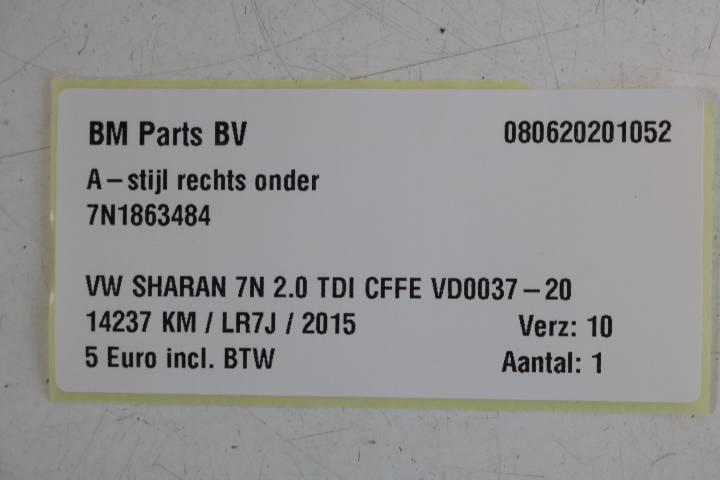 BM Parts BV 080620201052
A-stijl rechts onder
7N1863484
VW SHARAN 7N 2.0 TDI CFFE VD0037-20
14237 KM / LR7J / 2015 Verz: 10
5 Euro incl. BTW Aantal: 1